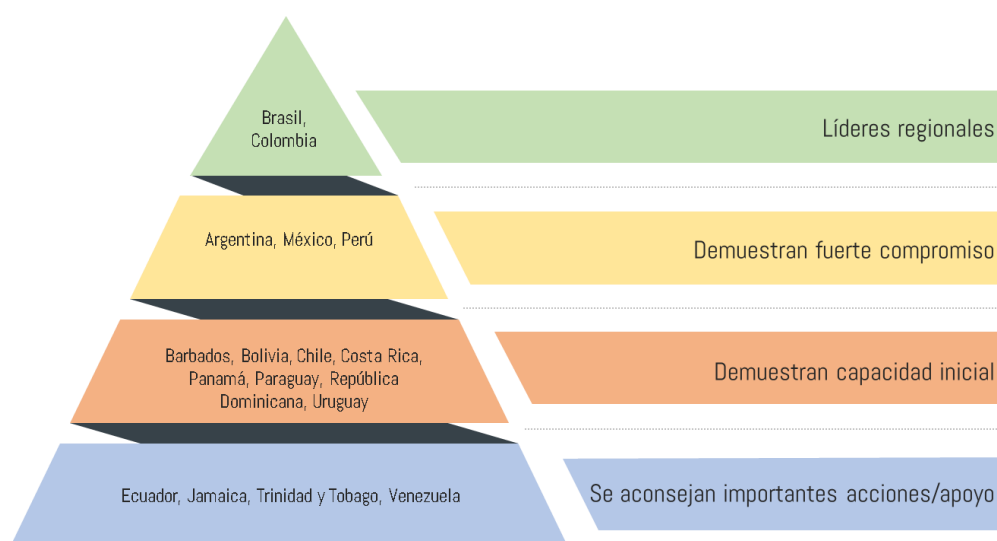 Brasil,
Colombia
Líderes regionales
Argentina, México, Perú
Demuestran fuerte compromiso
Barbados, Bolivia, Chile, Costa Rica,
Panamá, Paraguay, República
Dominicana, Uruguay
Demuestran capacidad inicial
Ecuador, Jamaica, Trinidad y Tobago, Venezuela
Se aconsejan importantes acciones/apoyo